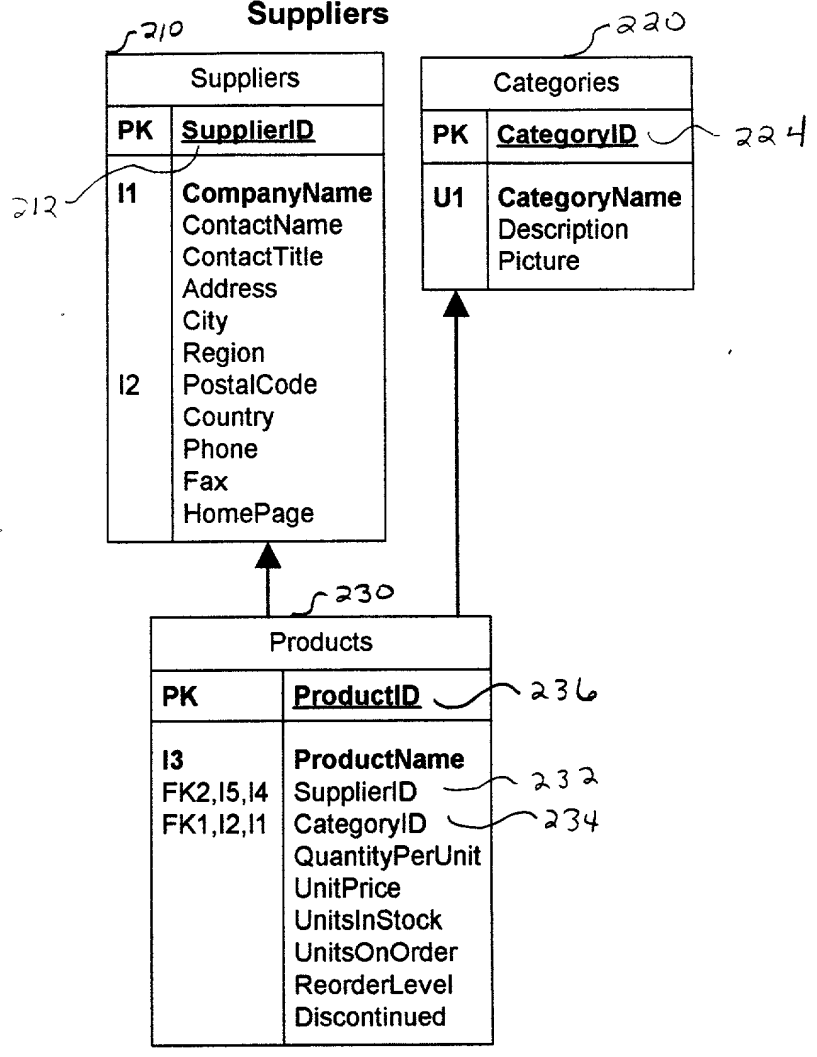 Suppliers
210
Suppliers
PK SupplierID
212
I1 CompanyName
ContactName
ContactTitle
Address
City
Region
I2 PostalCode
Country
Phone
Fax
HomePage
220
Categories
PK CategoryID 224
U1 CategoryName
Description
Picture
230
Products
PK ProductID 236
I3 ProductName
FK2,I5,I4 SupplierID 232
FK1,I2,I1 CategoryID 234
QuantityPerUnit
UnitPrice
UnitsInStock
UnitsOnOrder
ReorderLevel
Discontinued